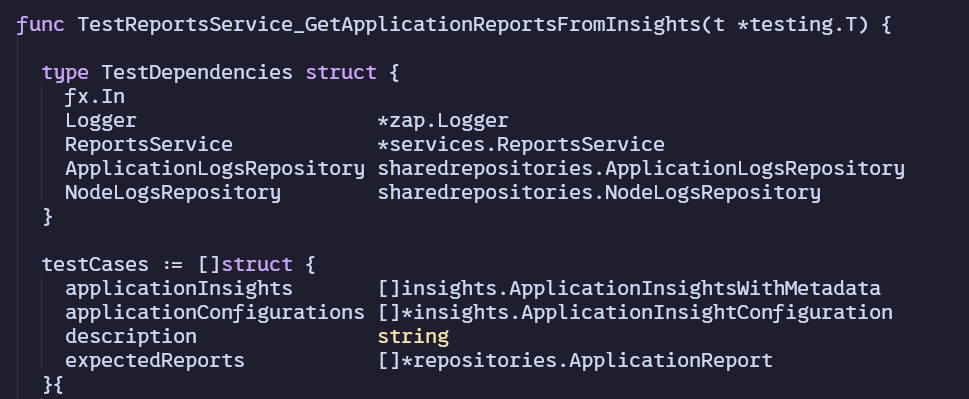 func TestReportsService_GetApplicationReportsFromInsights(t *testing.T) {
type TestDependencies struct {
fx.In
Logger *zap.Logger
ReportsService *services.ReportsService
ApplicationLogsRepository sharedrepositories.ApplicationLogsRepository
NodeLogsRepository sharedrepositories.NodeLogsRepository
}
testCases := []struct {
applicationInsights []insights.ApplicationInsightsWithMetadata
applicationConfigurations []*insights.ApplicationInsightConfiguration
description string
expectedReports []*repositories.ApplicationReport
}{